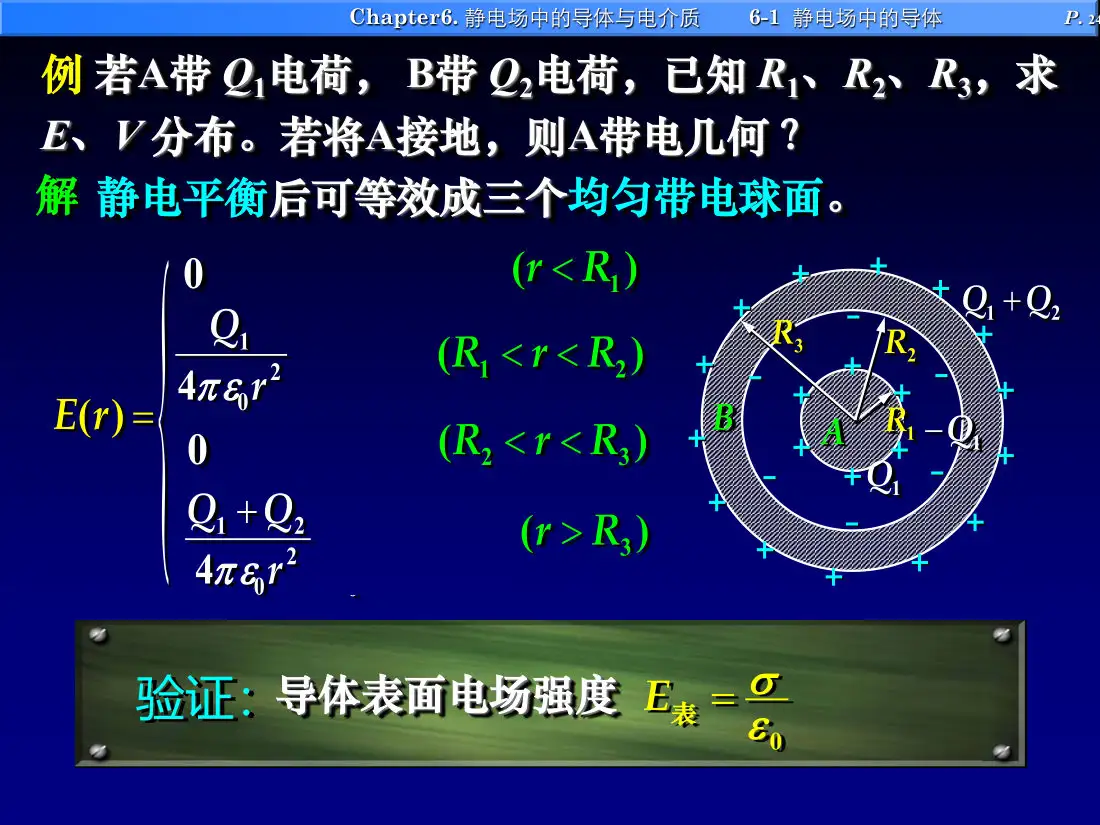 Chapter6. 静电场中的导体与电介质 6-1 静电场中的导体 P. 24
例 若A带 Q1电荷， B带 Q2电荷，已知 R1、R2、R3，求
E、V 分布。若将A接地，则A带电几何？
解 静电平衡后可等效成三个均匀带电球面。
E(r) =
0 (r < R1)
Q1 / 4πε0r² (R1 < r < R2)
0 (R2 < r < R3)
Q1 + Q2 / 4πε0r² (r > R3)
Q1 + Q2
R3
R2
B
A
R1
− Q1
Q1
验证：导体表面电场强度 E表 = σ / ε0